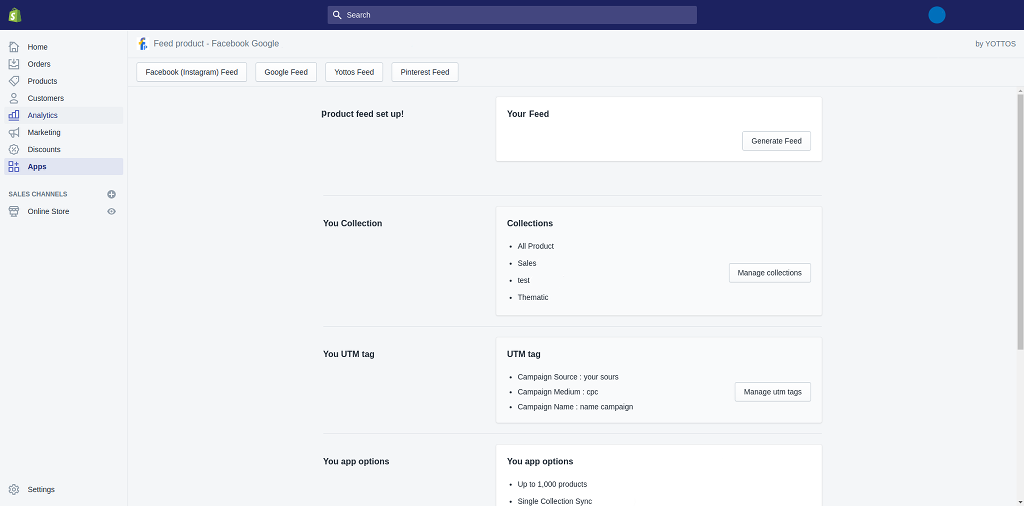 Search
Home
Orders
Products
Customers
Analytics
Marketing
Discounts
Apps
SALES CHANNELS
Online Store
Settings
Feed product - Facebook Google
by YOTTOS
Facebook (Instagram) Feed
Google Feed
Yottos Feed
Pinterest Feed
Product feed set up!
Your Feed
Generate Feed
You Collection
Collections
All Product
Sales
test
Thematic
Manage collections
You UTM tag
UTM tag
Campaign Source : your sours
Campaign Medium : cpc
Campaign Name : name campaign
Manage utm tags
You app options
You app options
Up to 1,000 products
Single Collection Sync